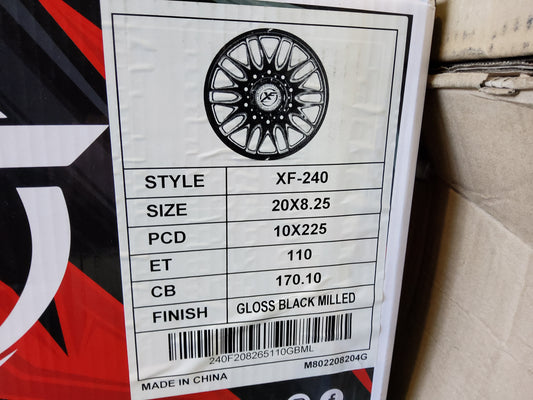 XF
STYLE XF-240
SIZE 20X8.25
PCD 10X225
ET 110
CB 170.10
FINISH GLOSS BLACK MILLED
240F208265110GBML
M802208204G
MADE IN CHINA